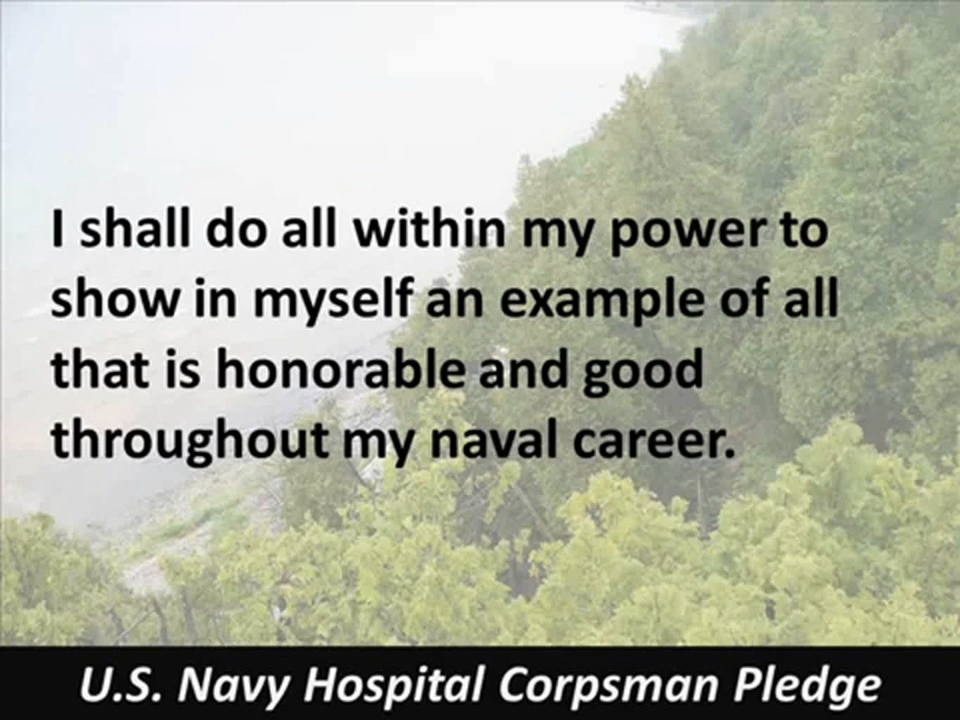 I shall do all within my power to
show in myself an example of all
that is honorable and good
throughout my naval career.
U.S. Navy Hospital Corpsman Pledge